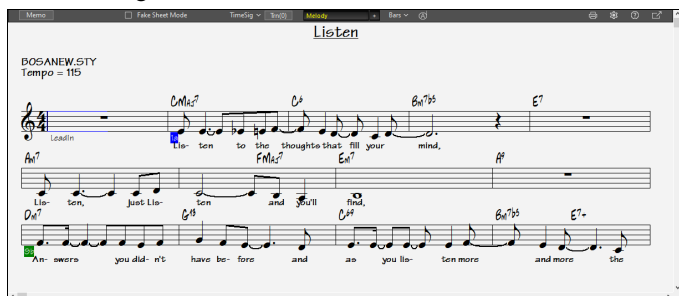 Memo Fake Sheet Mode TimeSig Trn(0) Melody Bars
Listen
BOSANEW.STY
Tempo = 115
CMAJ7 C6 Bm7b5 E7
LeadIn
1a
Lis- ten to the thoughts that fill your mind,
Am7 FMAJ7 Em7 A9
Lis- ten, just Lis- ten and you'll find,
Dm7 G13 C69 Bm7b5 E7+
An- swers you did- n't have be- fore and as you lis- ten more and more the